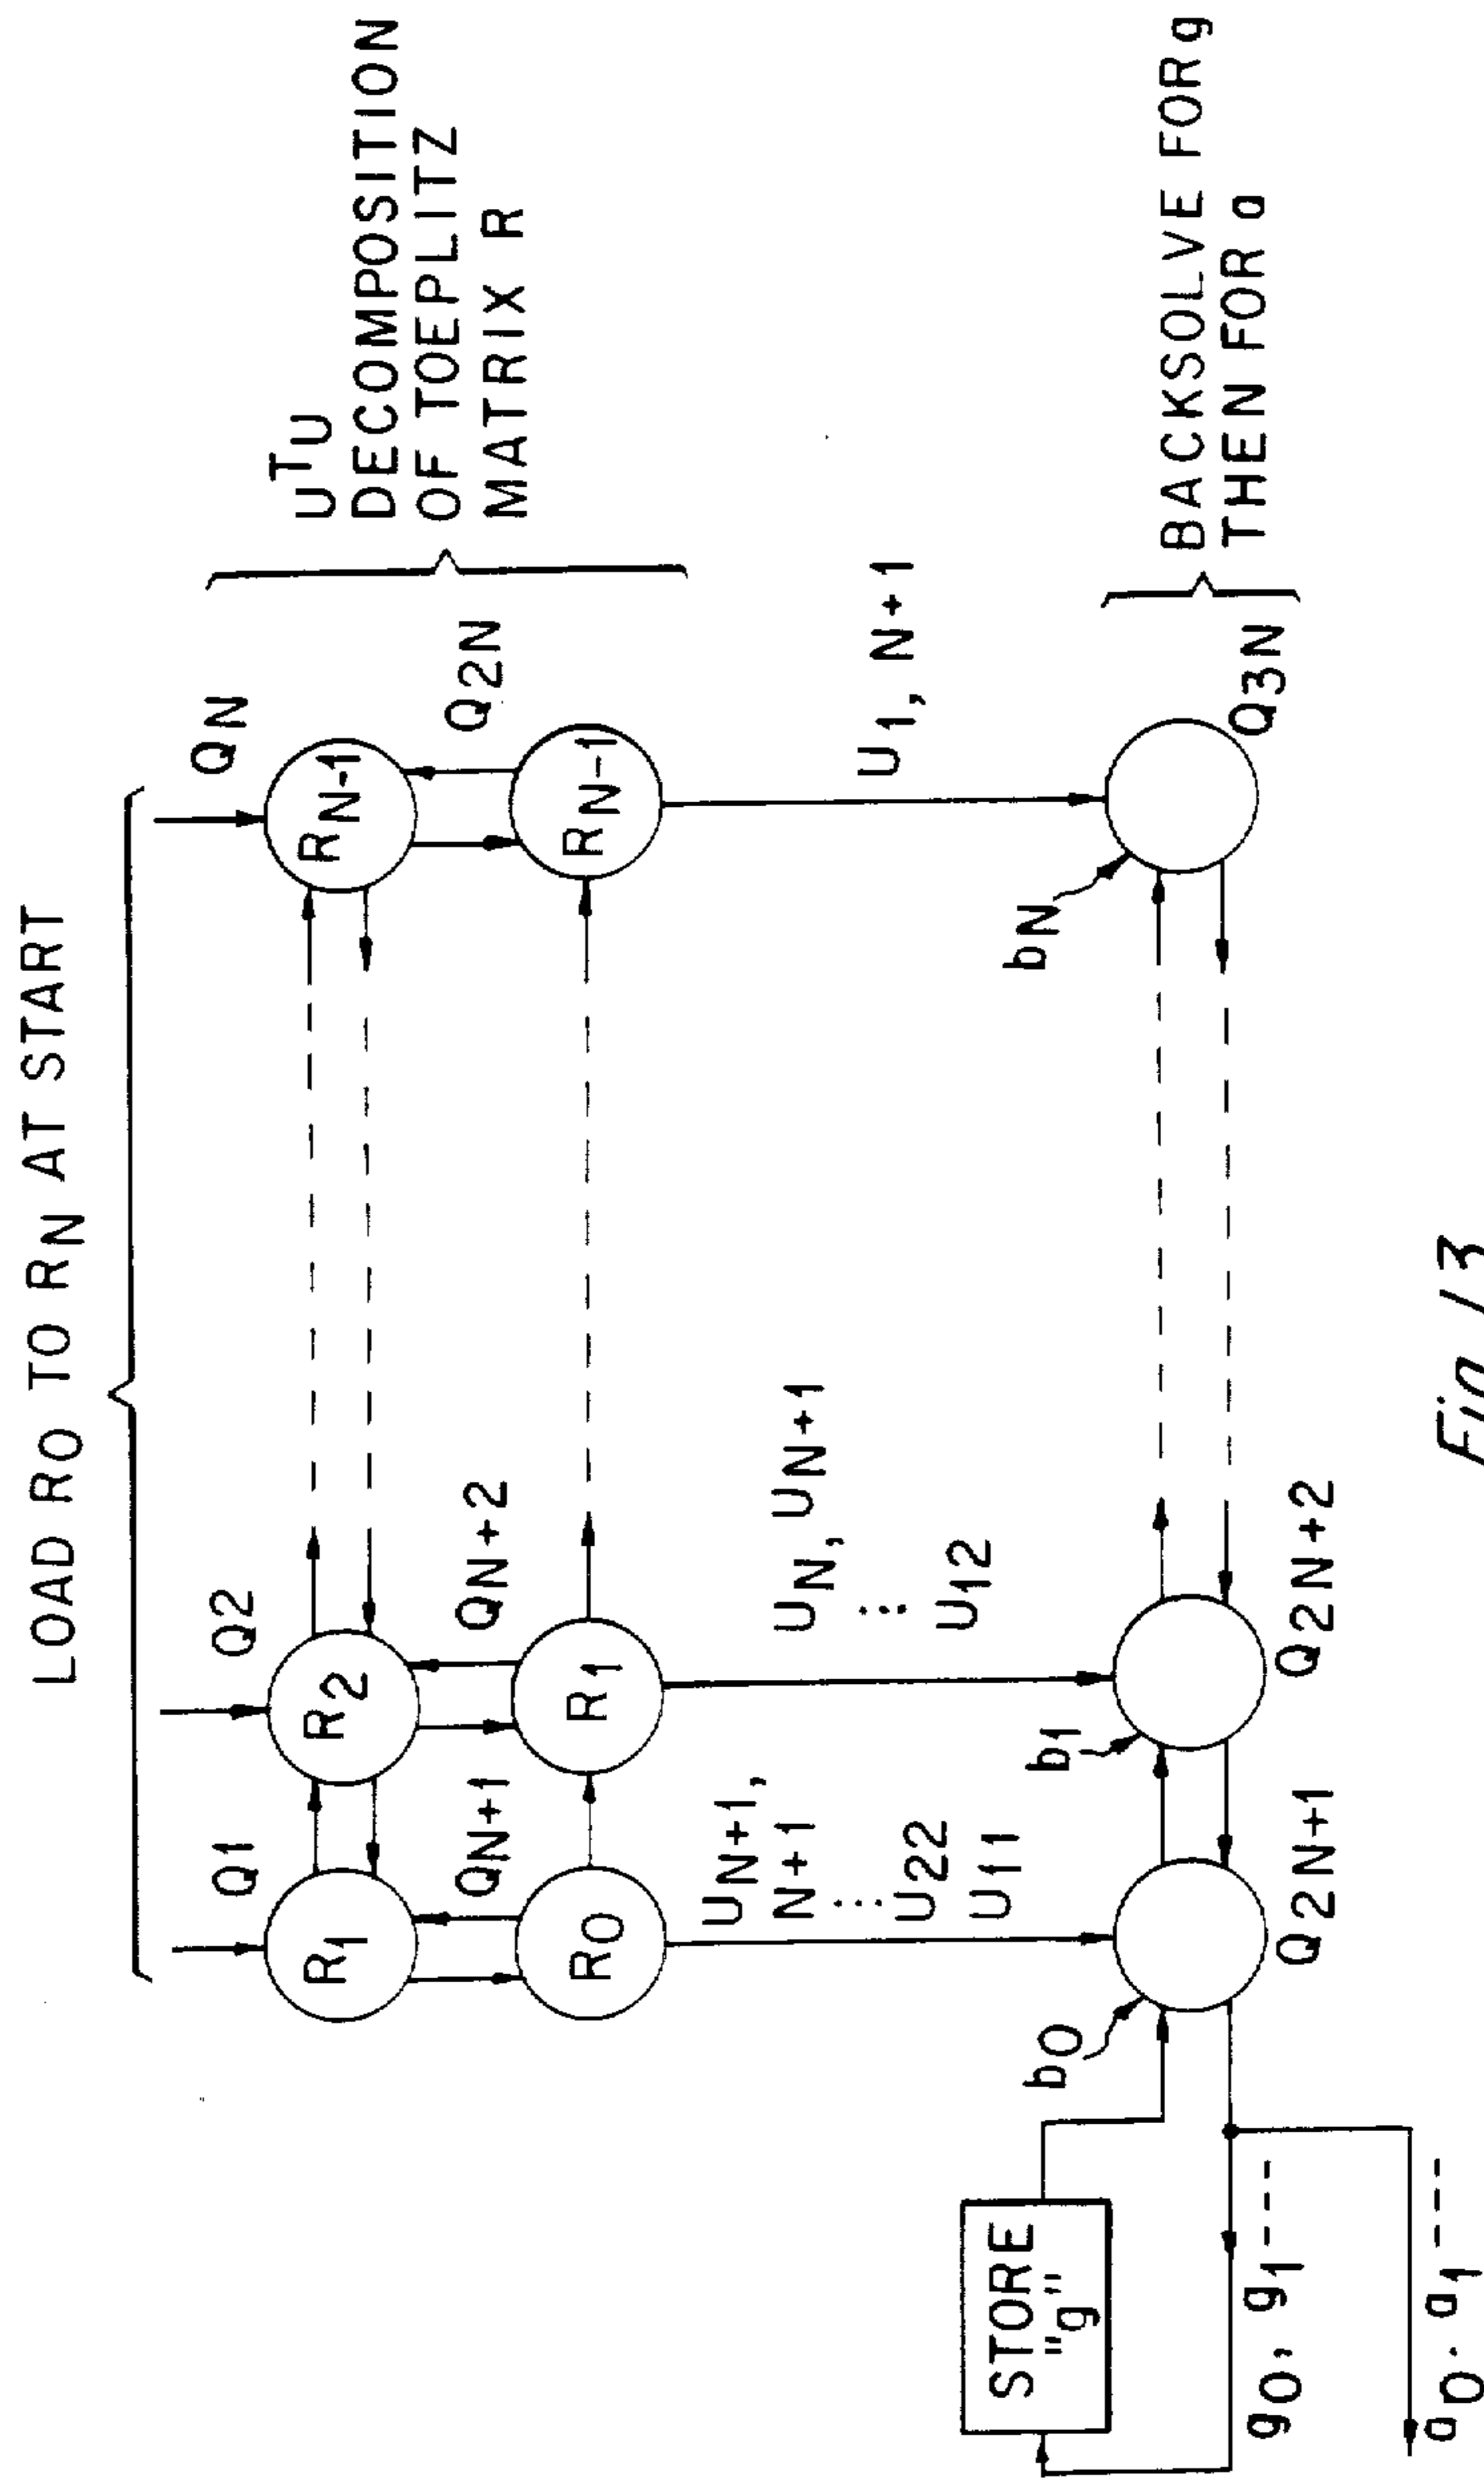 LOAD R0 TO RN AT START
Q1
Q2
QN
R1
R2
RN-1
UTU
DECOMPOSITION
OF TOEPLITZ
MATRIX R
QN+1
QN+2
Q2N
R0
R1
RN-1
UN+1,
N+1
⋮
U22
U11
UN, UN+1
⋮
U12
U1, N+1
b0
b1
bN
STORE
"g"
BACKSOLVE FOR g
THEN FOR a
Q2N+1
Q2N+2
Q3N
g0, g1 ----
a0. a1 ----
Fig. 13